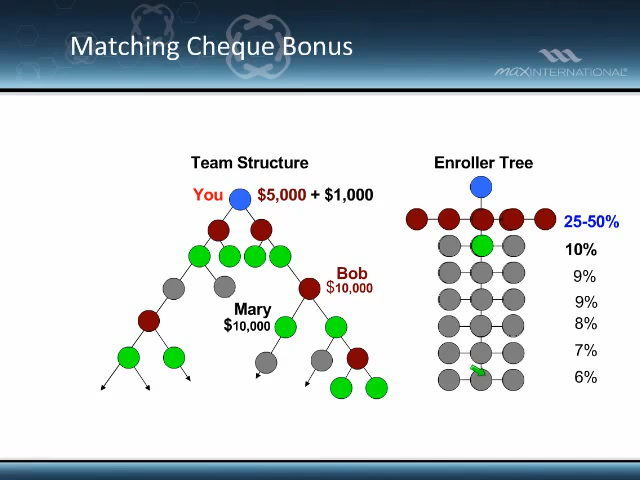 Matching Cheque Bonus
MAXINTERNATIONAL
Team Structure
Enroller Tree
You $5,000 + $1,000
25-50%
10%
Bob
$10,000
9%
Mary
$10,000
9%
8%
7%
6%